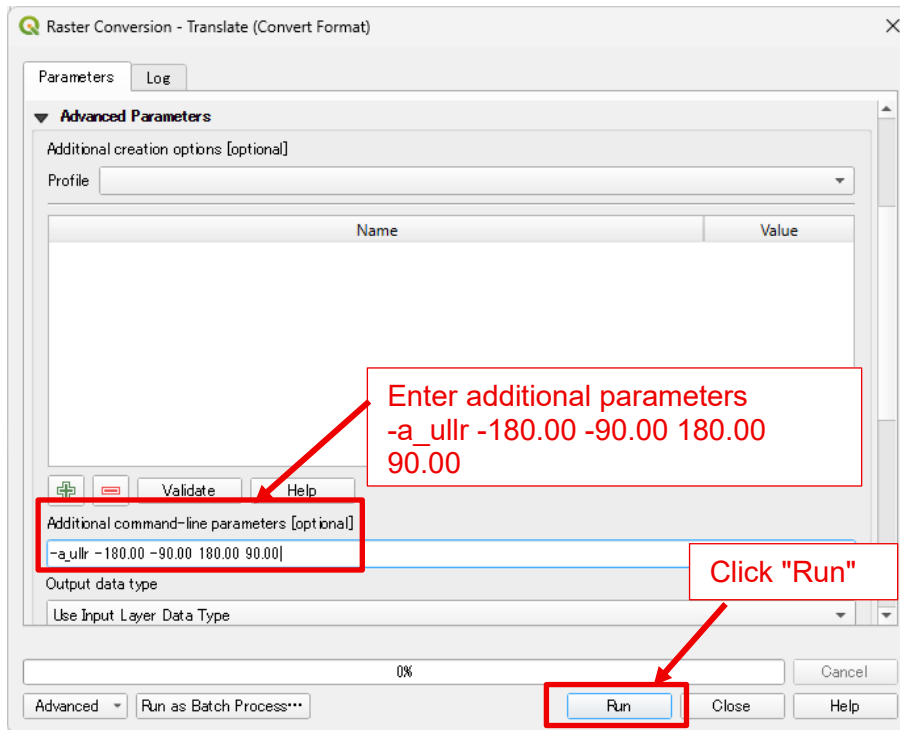 Raster Conversion - Translate (Convert Format)
Parameters
Log
Advanced Parameters
Additional creation options [optional]
Profile
Name
Value
Enter additional parameters
-a_ullr -180.00 -90.00 180.00
90.00
Validate
Help
Additional command-line parameters [optional]
-a_ullr -180.00 -90.00 180.00 90.00
Click "Run"
Output data type
Use Input Layer Data Type
0%
Cancel
Advanced
Run as Batch Process…
Run
Close
Help